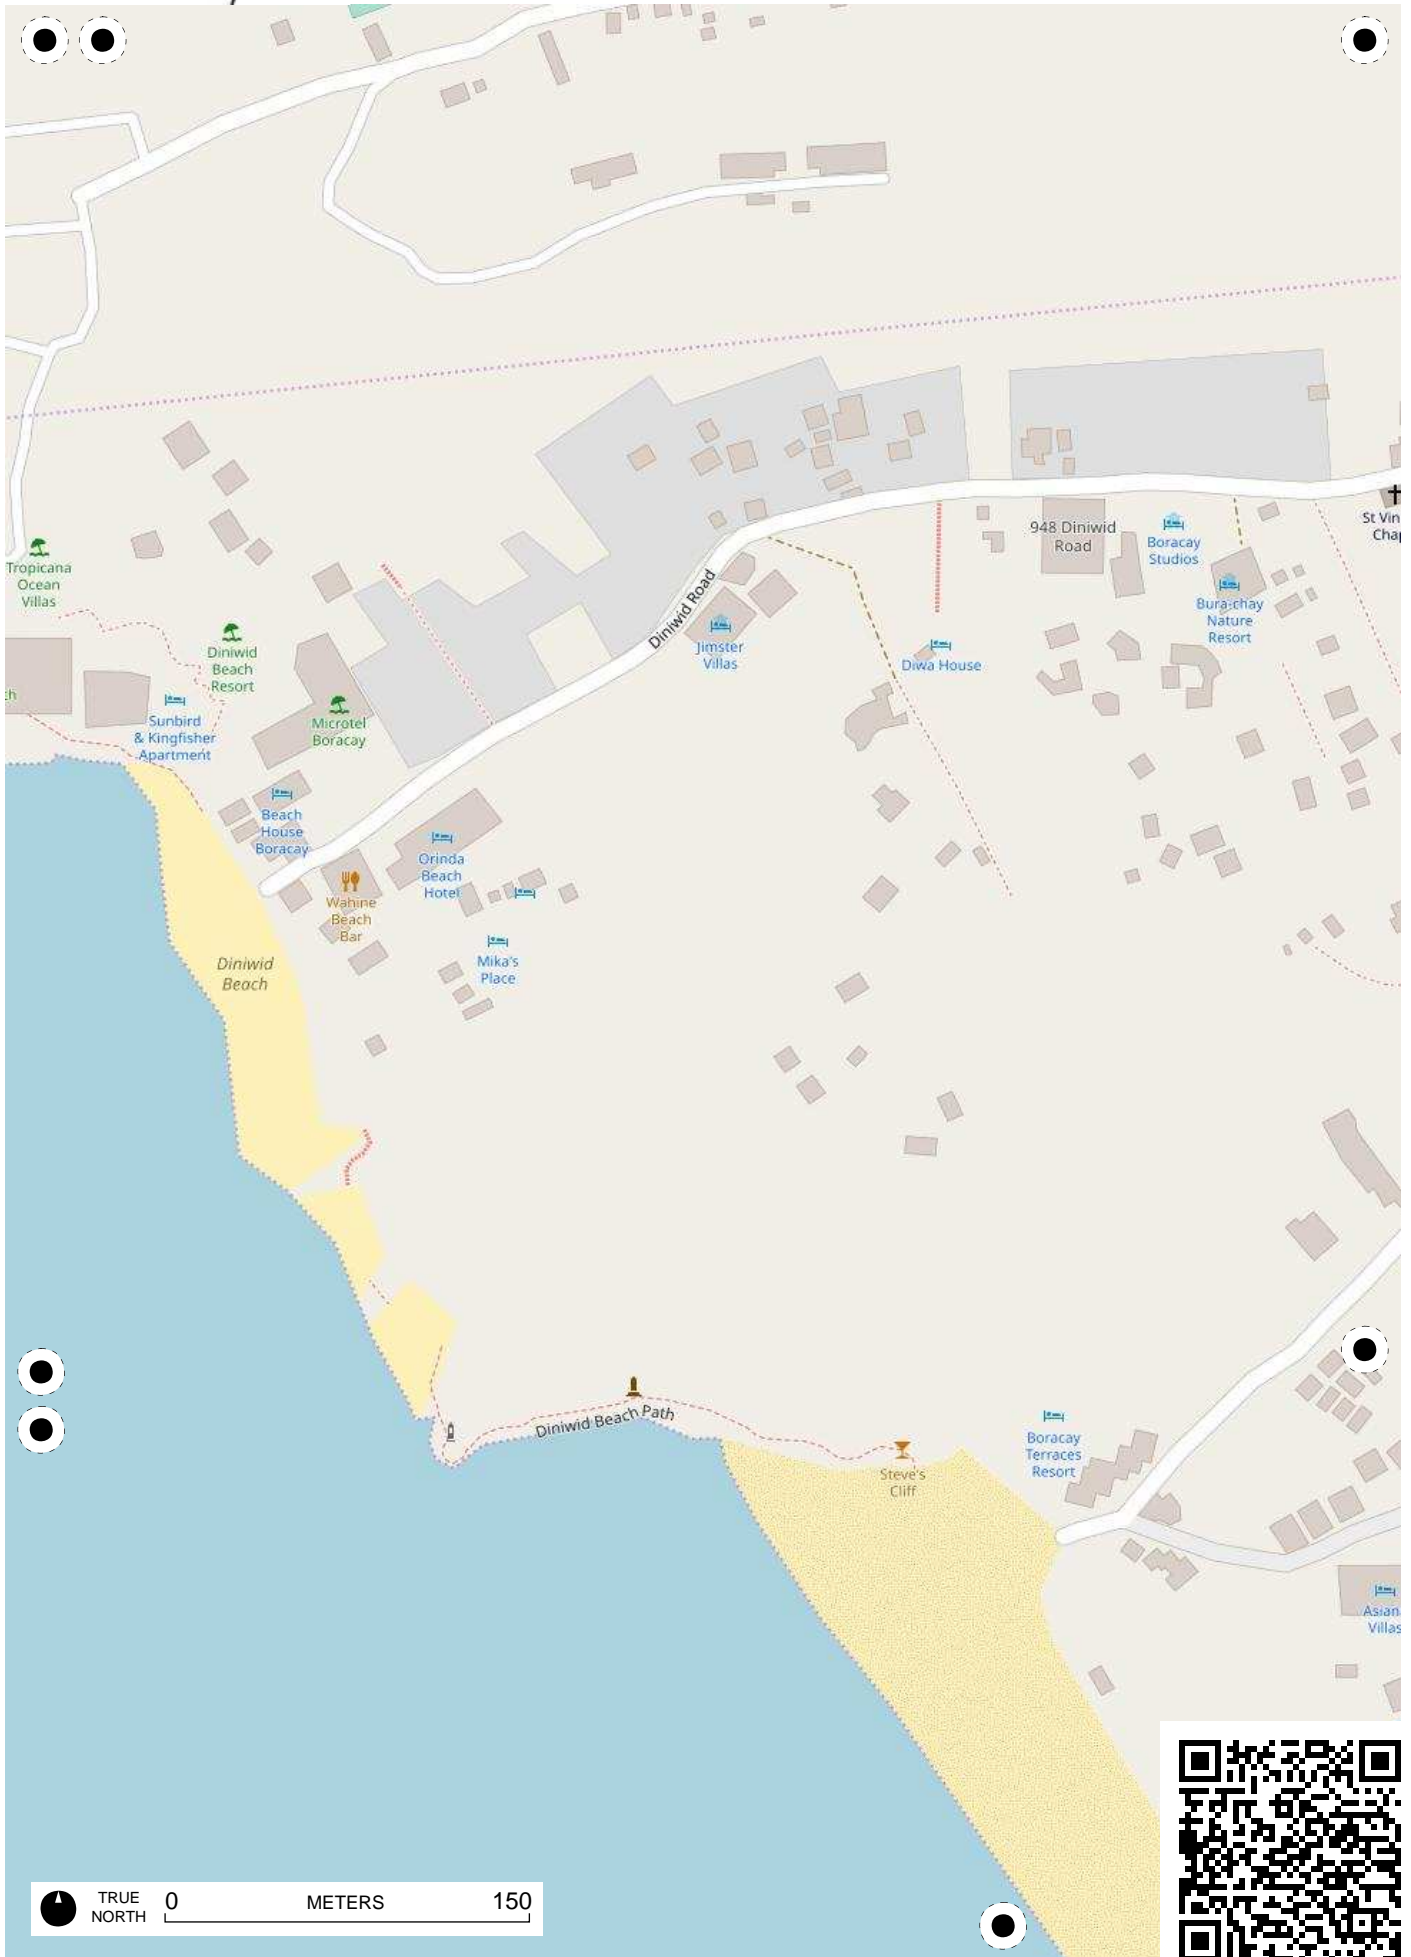 948 Diniwid
Road
Boracay
Studios
St Vin
Chap
Tropicana
Ocean
Villas
Diniwid Road
Bura-chay
Nature
Resort
Jimster
Villas
Diwa House
Diniwid
Beach
Resort
ch
Sunbird
& Kingfisher
Apartment
Microtel
Boracay
Beach
House
Boracay
Orinda
Beach
Hotel
Wahine
Beach
Bar
Mika's
Place
Diniwid
Beach
Diniwid Beach Path
Boracay
Terraces
Resort
Steve's
Cliff
Asian
Villas
TRUE
NORTH
0 METERS 150